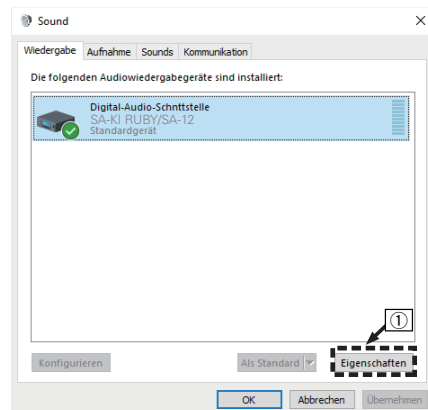 Sound
Wiedergabe Aufnahme Sounds Kommunikation
Die folgenden Audiowiedergabegeräte sind installiert:
Digital-Audio-Schnttstelle
SA-KI RUBY/SA-12
Standardgerät
①
Konfigurieren Als Standard Eigenschaften
OK Abbrechen Übernehmen